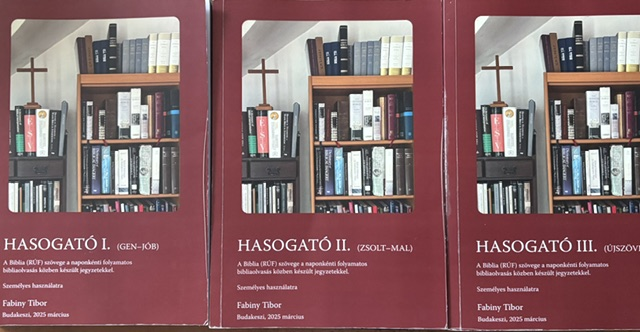 HASOGATÓ I. (GEN–JÓB)
A Biblia (RÚF) szövege a naponkénti folyamatos
bibliaolvasás közben készült jegyzetekkel.
Személyes használatra
Fabiny Tibor
Budakeszi, 2025 március
HASOGATÓ II. (ZSOLT–MAL)
A Biblia (RÚF) szövege a naponkénti folyamatos
bibliaolvasás közben készült jegyzetekkel.
Személyes használatra
Fabiny Tibor
Budakeszi, 2025 március
HASOGATÓ III. (ÚJSZÖV
A Biblia (RÚF) szövege a naponkénti folyamatos
bibliaolvasás közben készült jegyzetekkel.
Személyes használatra
Fabiny Tibor
Budakeszi, 2025 március